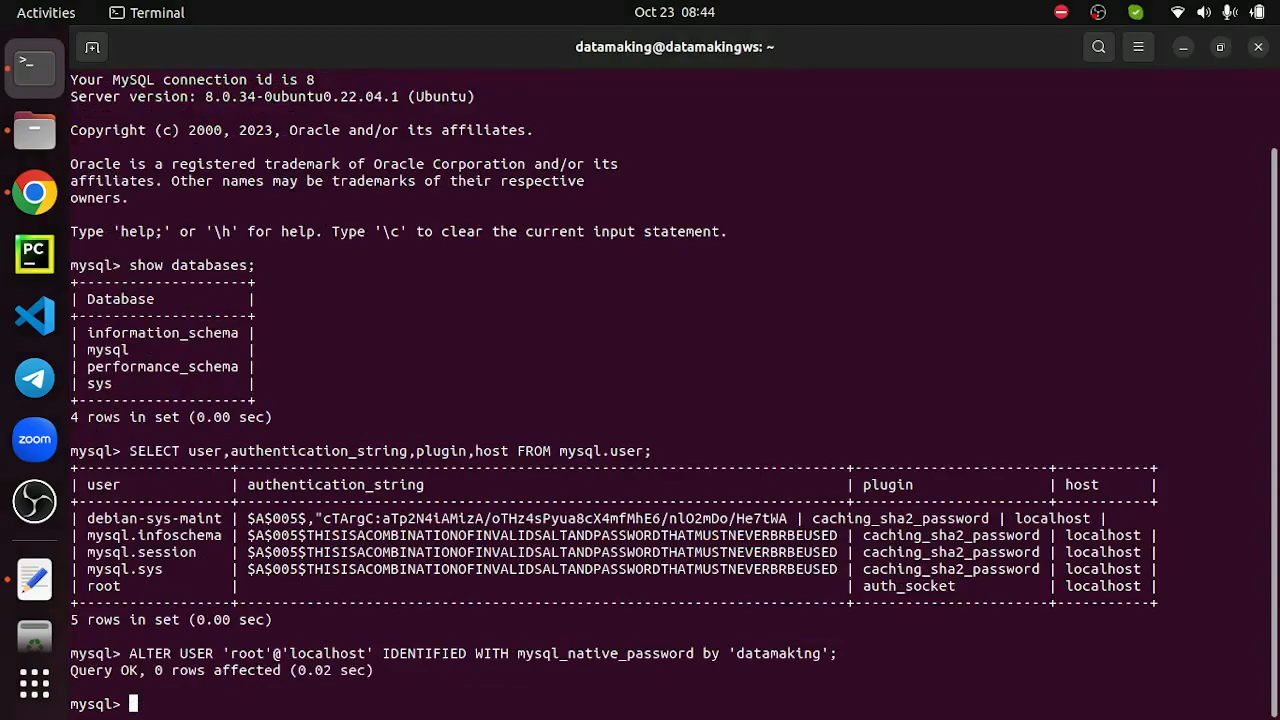 Activities
Terminal
Oct 23 08:44
datamaking@datamakingws: ~
Your MySQL connection id is 8
Server version: 8.0.34-0ubuntu0.22.04.1 (Ubuntu)
Copyright (c) 2000, 2023, Oracle and/or its affiliates.
Oracle is a registered trademark of Oracle Corporation and/or its
affiliates. Other names may be trademarks of their respective
owners.
Type 'help;' or '\h' for help. Type '\c' to clear the current input statement.
mysql> show databases;
+--------------------+
| Database           |
+--------------------+
| information_schema |
| mysql              |
| performance_schema |
| sys                |
+--------------------+
4 rows in set (0.00 sec)
mysql> SELECT user,authentication_string,plugin,host FROM mysql.user;
+------------------+------------------------------------------------------------------------+-----------------------+-----------+
| user             | authentication_string                                                  | plugin                | host      |
+------------------+------------------------------------------------------------------------+-----------------------+-----------+
| debian-sys-maint | $A$005$,"cTArgC:aTp2N4iAMizA/oTHz4sPyua8cX4mfMhE6/nlO2mDo/He7tWA | caching_sha2_password | localhost |
| mysql.infoschema | $A$005$THISISACOMBINATIONOFINVALIDSALTANDPASSWORDTHATMUSTNEVERBRBEUSED | caching_sha2_password | localhost |
| mysql.session    | $A$005$THISISACOMBINATIONOFINVALIDSALTANDPASSWORDTHATMUSTNEVERBRBEUSED | caching_sha2_password | localhost |
| mysql.sys        | $A$005$THISISACOMBINATIONOFINVALIDSALTANDPASSWORDTHATMUSTNEVERBRBEUSED | caching_sha2_password | localhost |
| root             |                                                                        | auth_socket           | localhost |
+------------------+------------------------------------------------------------------------+-----------------------+-----------+
5 rows in set (0.00 sec)
mysql> ALTER USER 'root'@'localhost' IDENTIFIED WITH mysql_native_password by 'datamaking';
Query OK, 0 rows affected (0.02 sec)
mysql>
PC
zoom